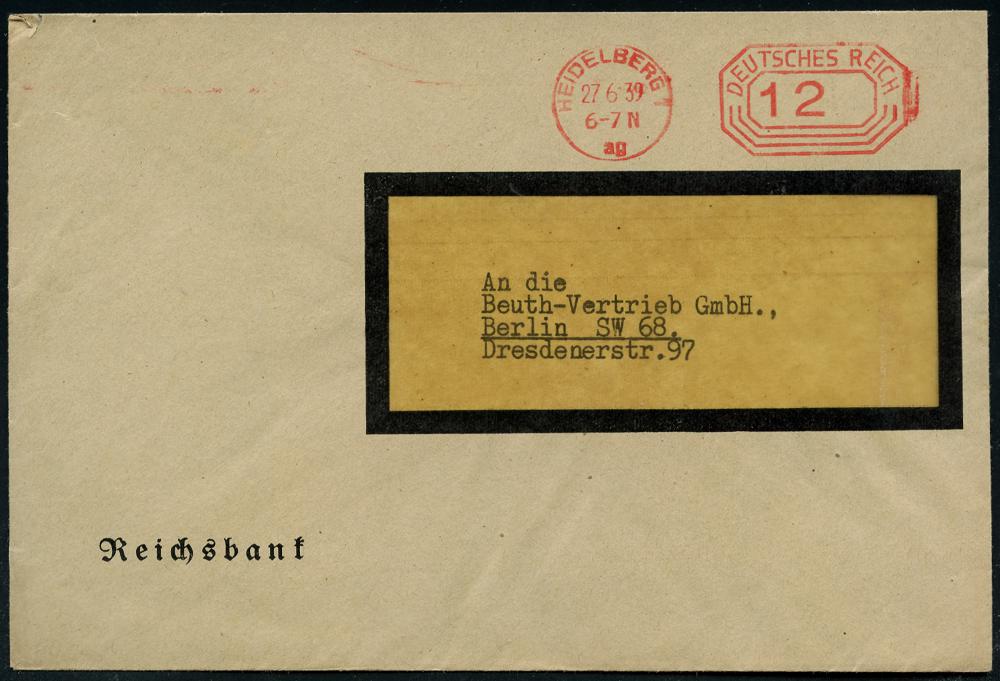 HEIDELBERG 1
27 6 39
6-7 N
ag
DEUTSCHES REICH
12
An die
Beuth-Vertrieb GmbH.,
Berlin SW 68.
Dresdenerstr.97
Reichsbank